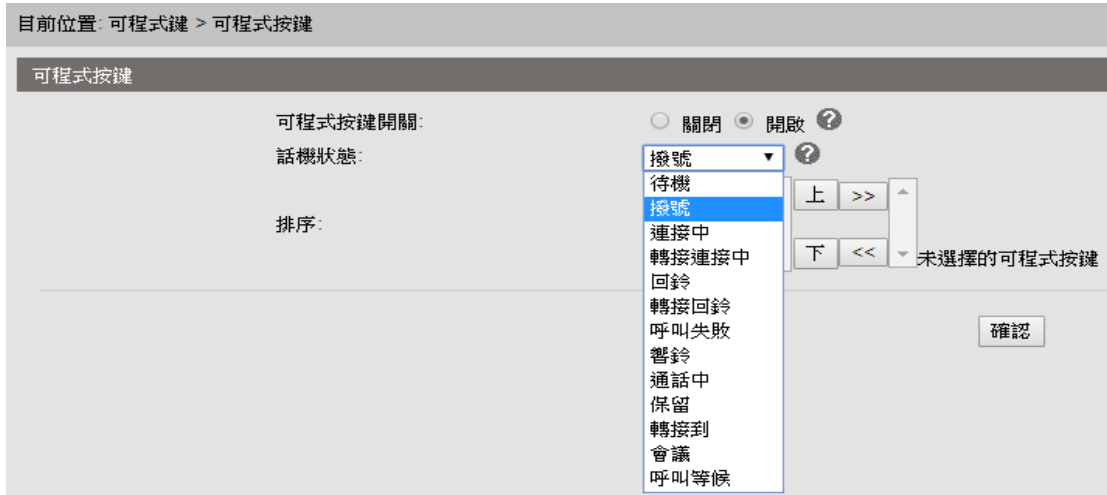 目前位置: 可程式鍵 > 可程式按鍵
可程式按鍵
可程式按鍵開關: 關閉 開啟 ?
話機狀態: 撥號 ▼ ?
待機
撥號
連接中
轉接連接中
回鈴
轉接回鈴
呼叫失敗
響鈴
通話中
保留
轉接到
會議
呼叫等候
排序:
上 >>
下 << 未選擇的可程式按鍵
確認